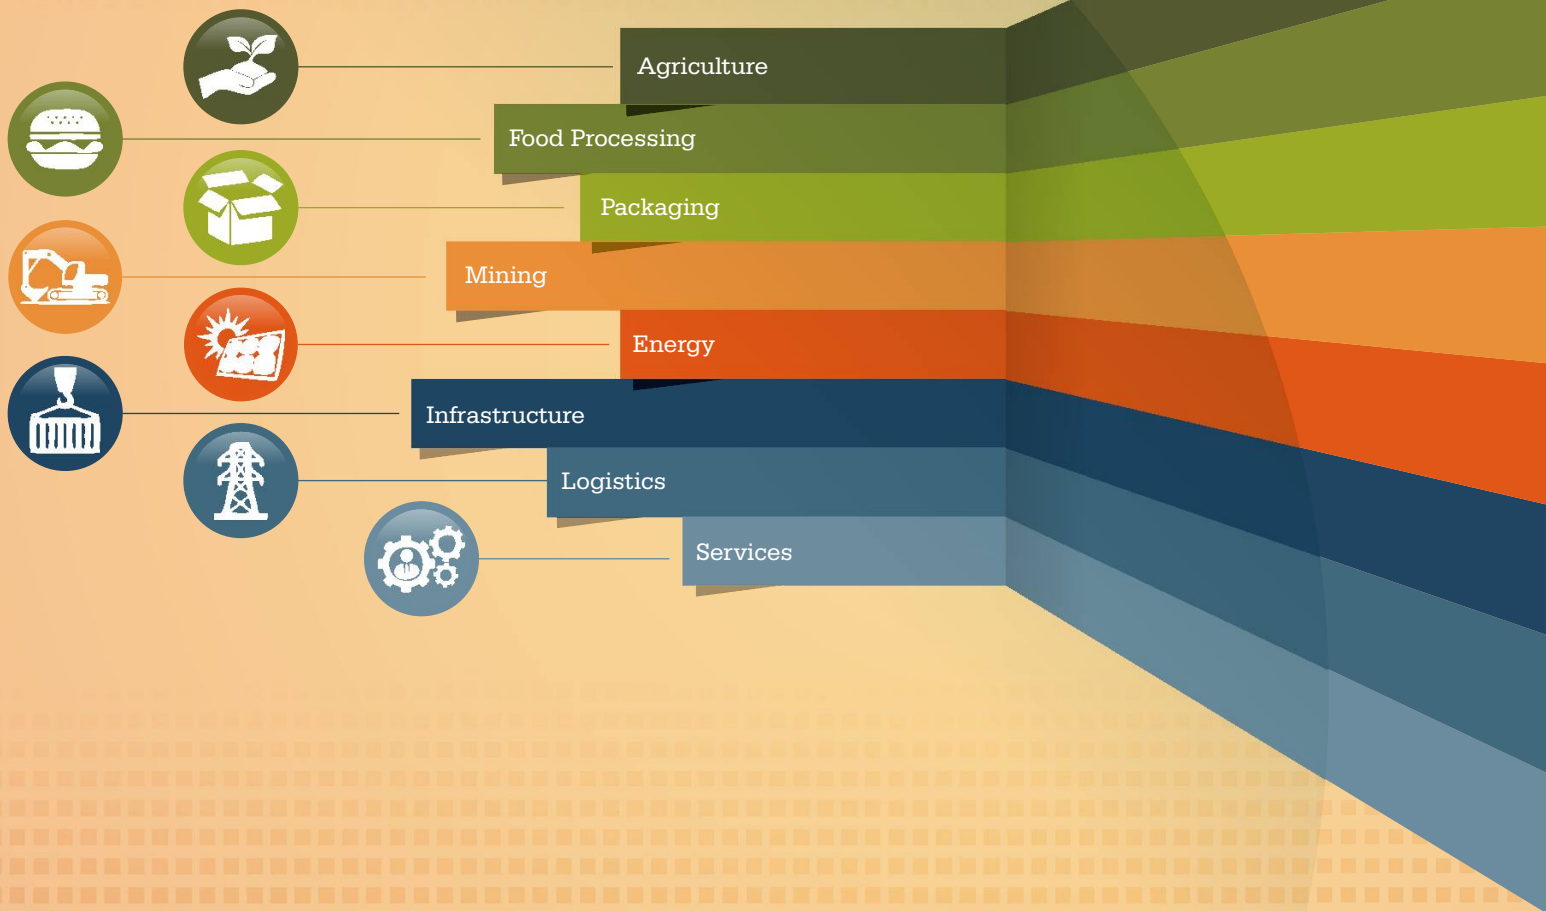 Agriculture
Food Processing
Packaging
Mining
Energy
Infrastructure
Logistics
Services